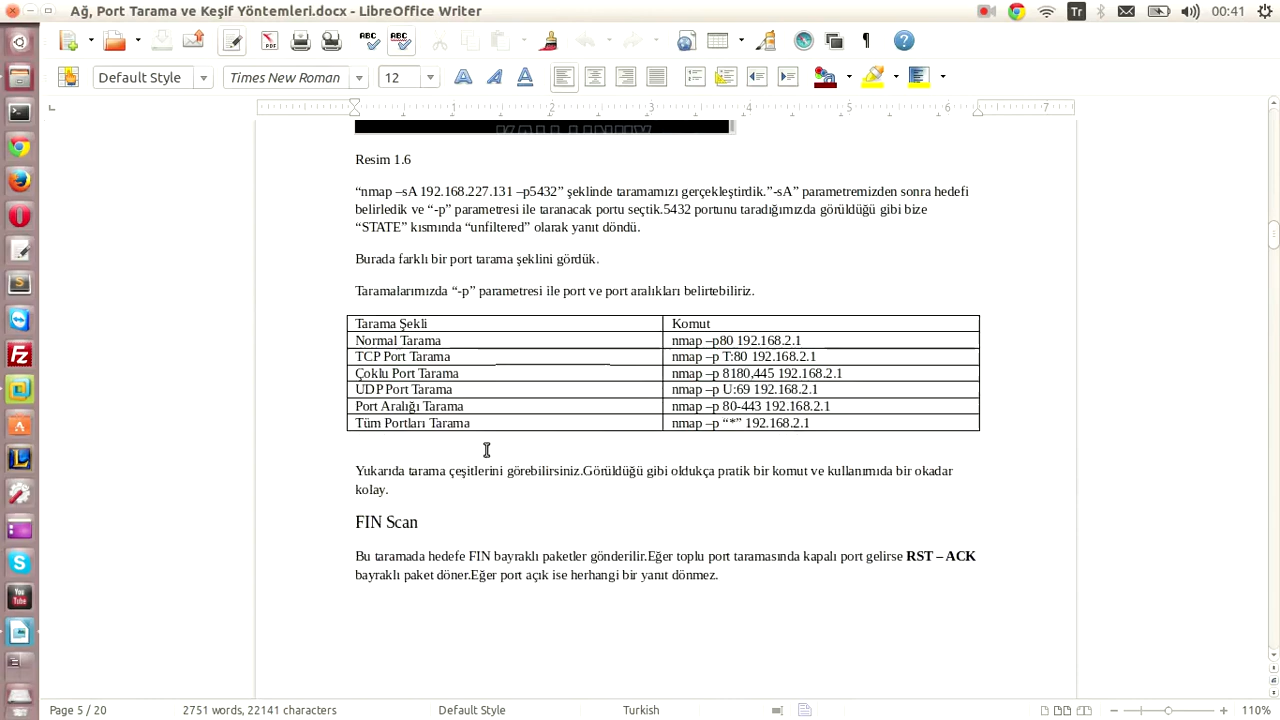 Ağ, Port Tarama ve Keşif Yöntemleri.docx - LibreOffice Writer
Tr
00:41
Default Style
Times New Roman
12
1 2 3 4 5 6 7
Resim 1.6
“nmap –sA 192.168.227.131 –p5432” şeklinde taramamızı gerçekleştirdik.”-sA” parametremizden sonra hedefi
belirledik ve “-p” parametresi ile taranacak portu seçtik.5432 portunu taradığımızda görüldüğü gibi bize
“STATE” kısmında “unfiltered” olarak yanıt döndü.
Burada farklı bir port tarama şeklini gördük.
Taramalarımızda “-p” parametresi ile port ve port aralıkları belirtebiliriz.
Tarama Şekli Komut
Normal Tarama nmap –p80 192.168.2.1
TCP Port Tarama nmap –p T:80 192.168.2.1
Çoklu Port Tarama nmap –p 8180,445 192.168.2.1
UDP Port Tarama nmap –p U:69 192.168.2.1
Port Aralığı Tarama nmap –p 80-443 192.168.2.1
Tüm Portları Tarama nmap –p “*” 192.168.2.1
Yukarıda tarama çeşitlerini görebilirsiniz.Görüldüğü gibi oldukça pratik bir komut ve kullanımıda bir okadar
kolay.
FIN Scan
Bu taramada hedefe FIN bayraklı paketler gönderilir.Eğer toplu port taramasında kapalı port gelirse RST – ACK
bayraklı paket döner.Eğer port açık ise herhangi bir yanıt dönmez.
Page 5 / 20
2751 words, 22141 characters
Default Style
Turkish
110%